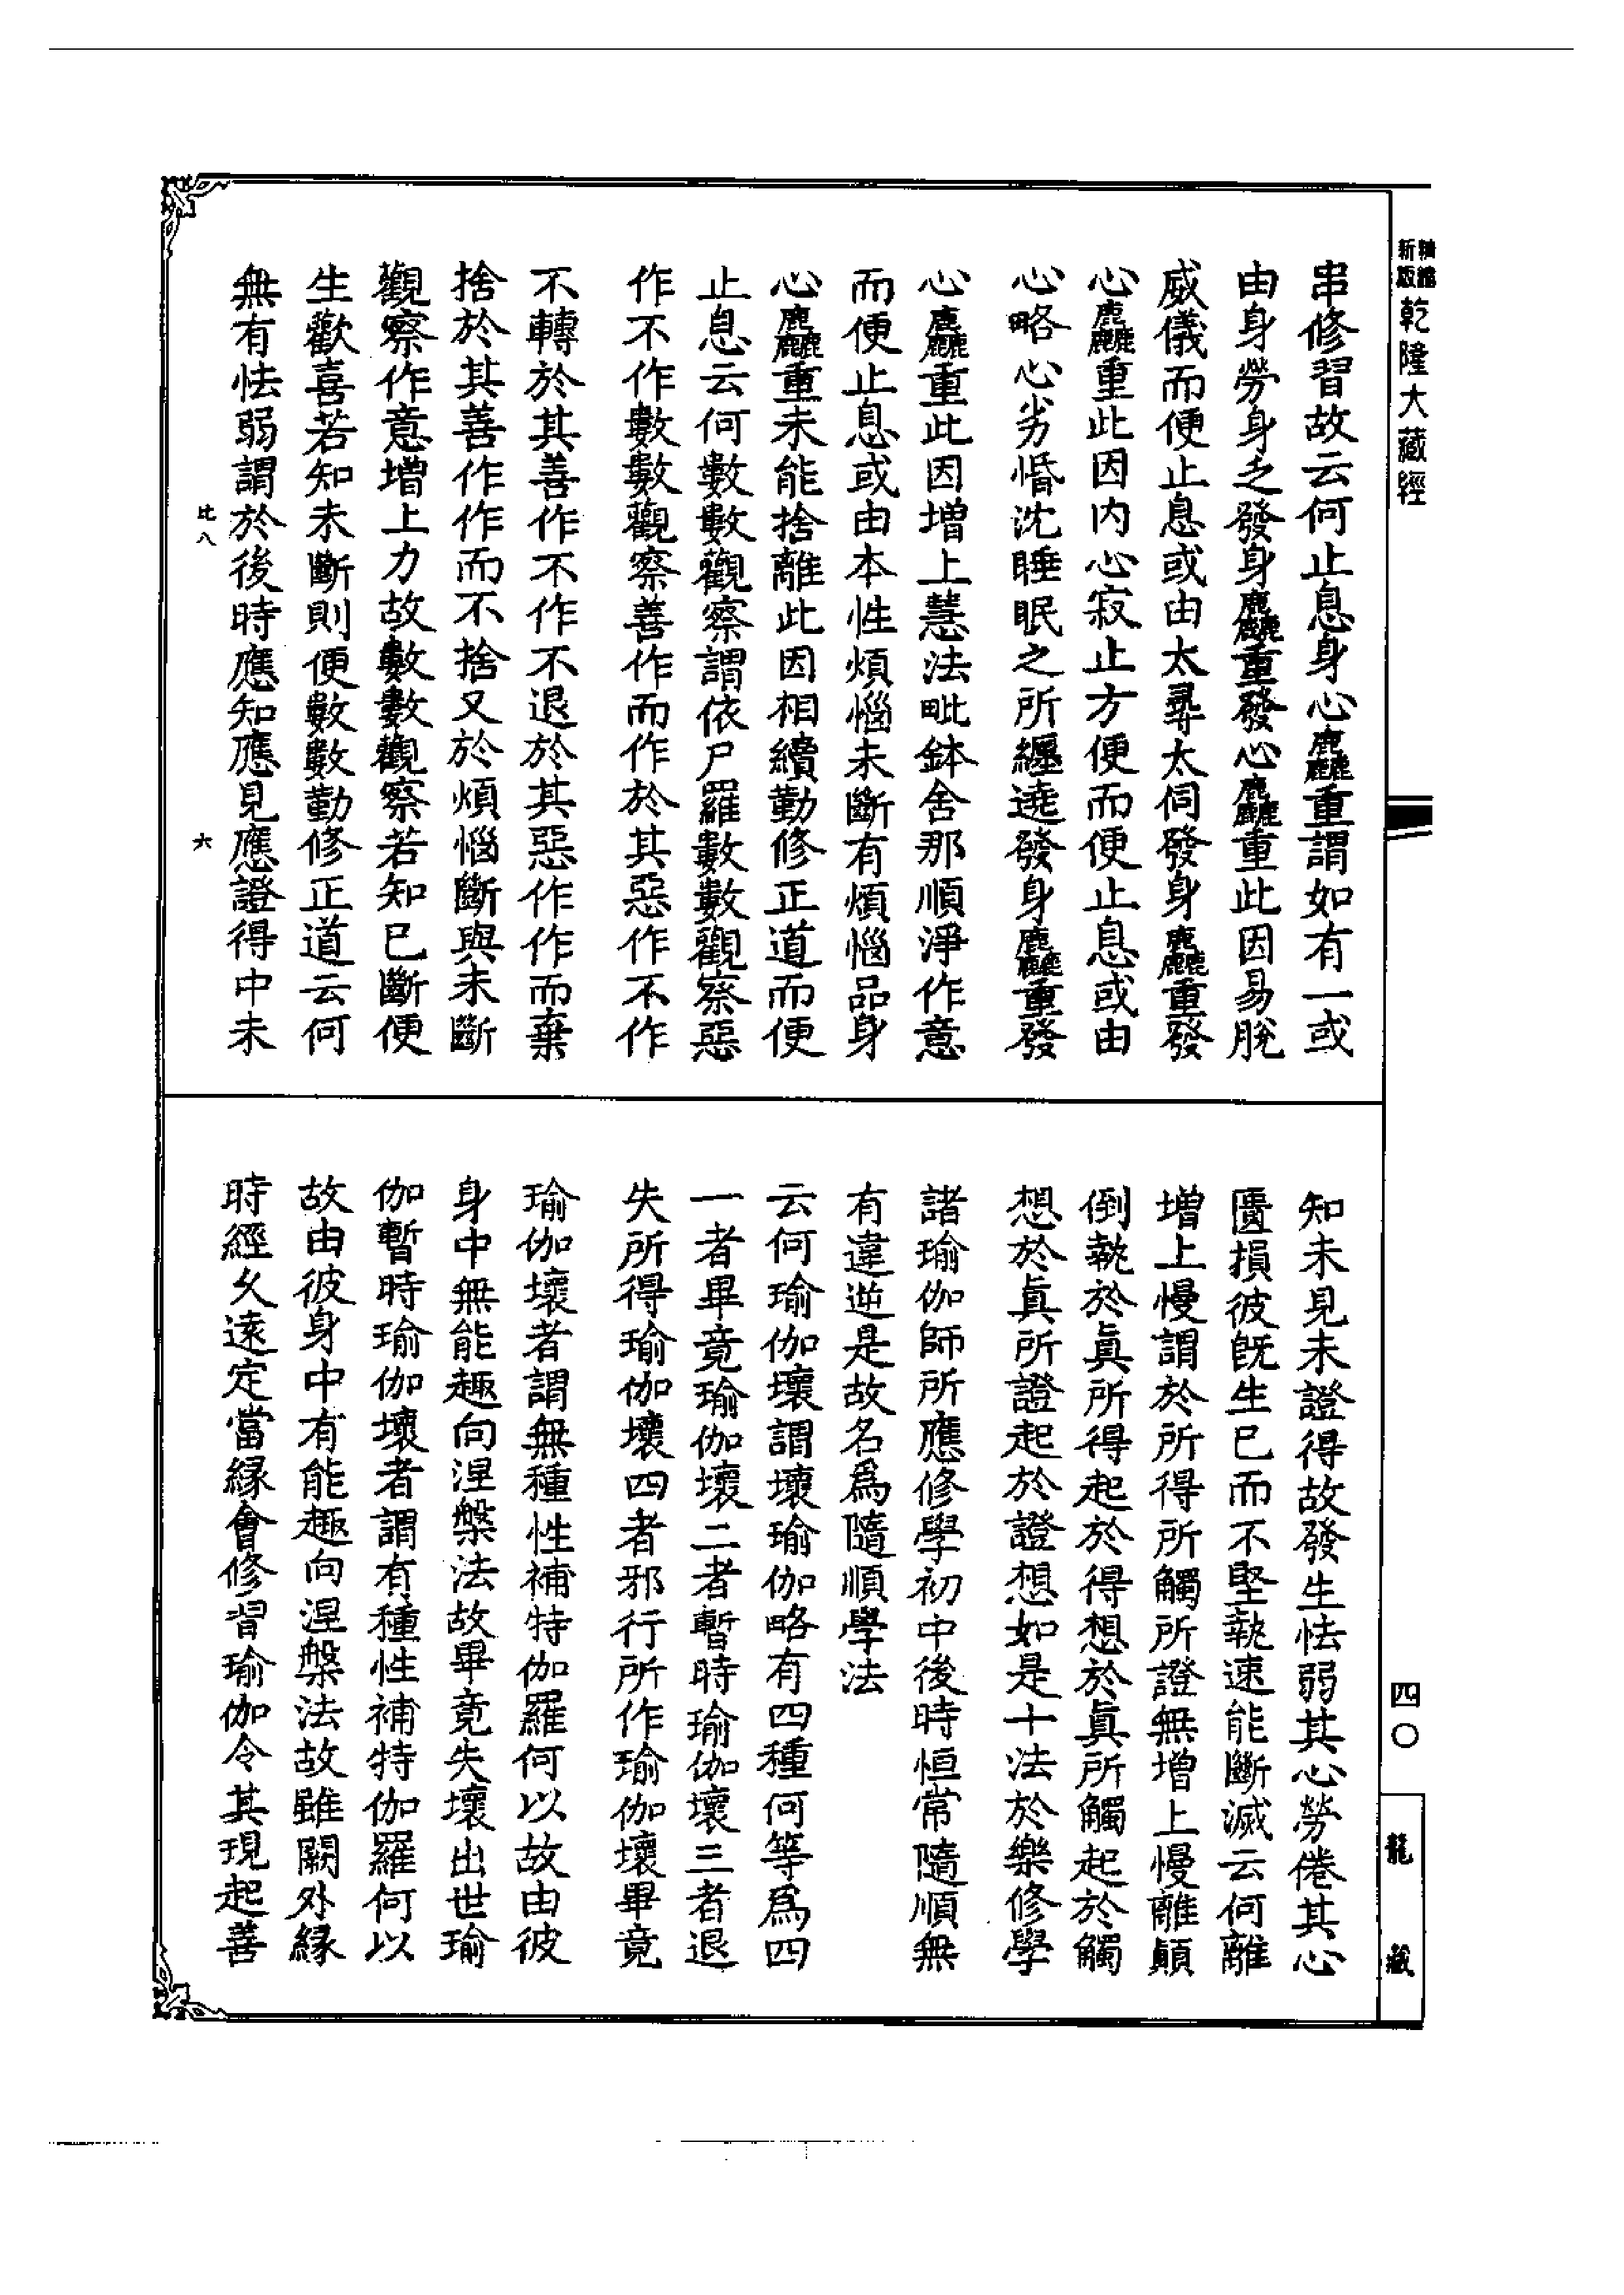 新版
精縮
乾隆大藏經
串修習故云何止息身心麤重謂如有一或
由身勞身乏發身麤重發心麤重此因易脫
威儀而便止息或由太尋太伺發身麤重發
心麤重此因內心寂止方便而便止息或由
心略心劣惛沈睡眠之所纏遶發身麤重發
心麤重此因增上慧法毗鉢舍那順淨作意
而便止息或由本性煩惱未斷有煩惱品身
心麤重未能捨離此因相續勤修正道而便
止息云何數數觀察謂依尸羅數數觀察惡
作不作數數觀察善作而作於其惡作不作
不轉於其善作不作不退於其惡作作而棄
捨於其善作作而不捨又於煩惱斷與未斷
觀察作意增上力故數數觀察若知已斷便
生歡喜若知未斷則便數數勤修正道云何
無有怯弱謂於後時應知應見應證得中未
比八
六
知未見未證得故發生怯弱其心勞倦其心
匱損彼既生已而不堅執速能斷滅云何離
增上慢謂於所得所觸所證無增上慢離顛
倒執於真所得起於得想於真所觸起於觸
想於真所證起於證想如是十法於樂修學
諸瑜伽師所應修學初中後時恒常隨順無
有違逆是故名爲隨順學法
云何瑜伽壞謂壞瑜伽略有四種何等爲四
一者畢竟瑜伽壞二者暫時瑜伽壞三者退
失所得瑜伽壞四者邪行所作瑜伽壞畢竟
瑜伽壞者謂無種性補特伽羅何以故由彼
身中無能趣向涅槃法故畢竟失壞出世瑜
伽暫時瑜伽壞者謂有種性補特伽羅何以
故由彼身中有能趣向涅槃法故雖闕外緣
時經久遠定當緣會修習瑜伽令其現起善
四〇
龍藏